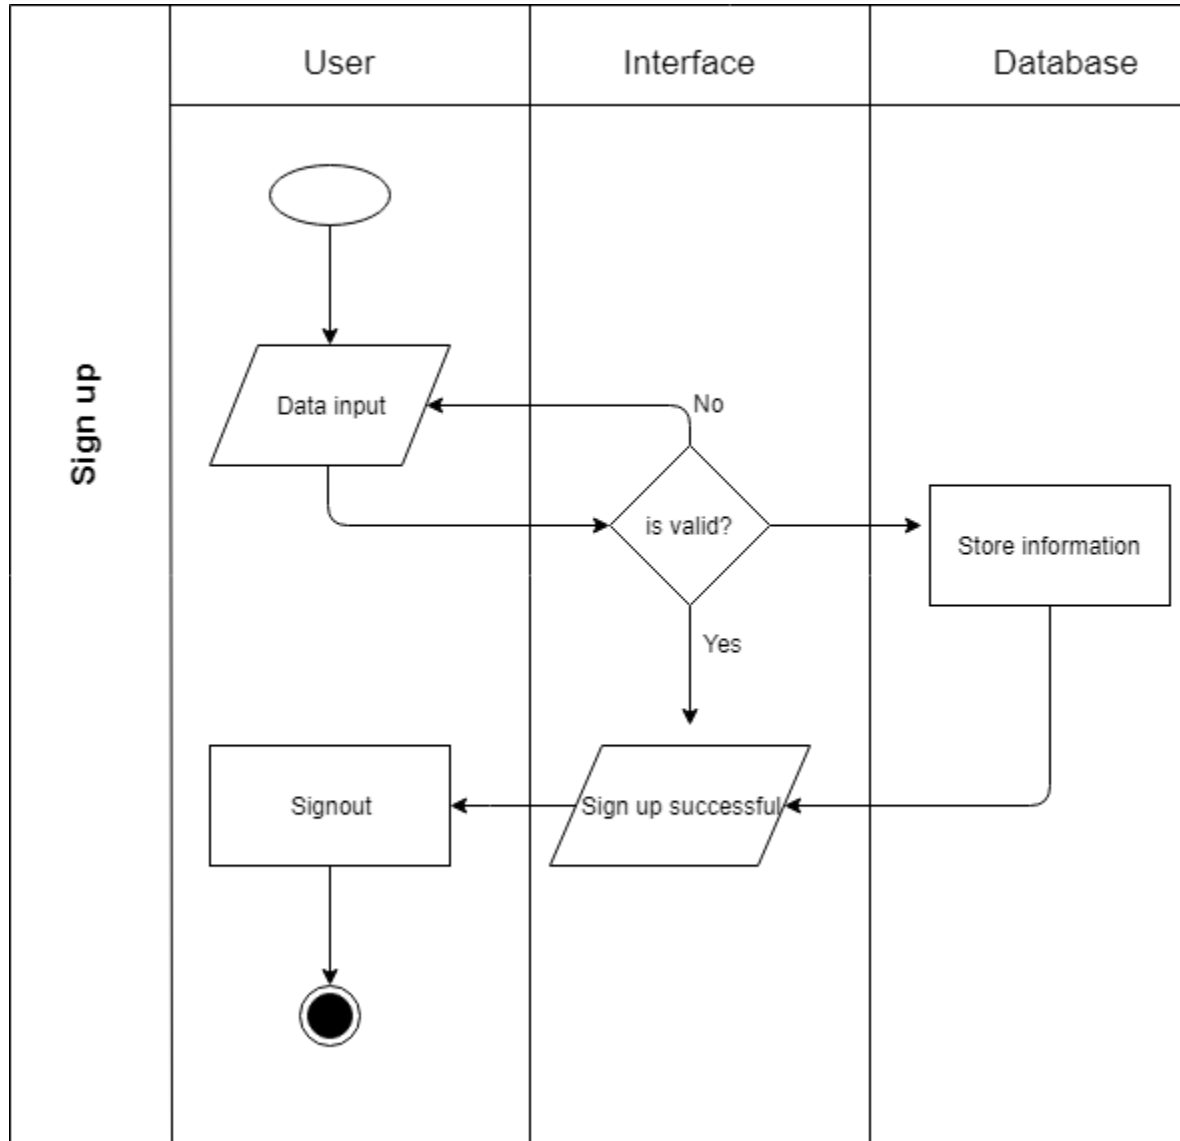 User
Interface
Database
Sign up
Data input
No
is valid?
Store information
Yes
Signout
Sign up successful